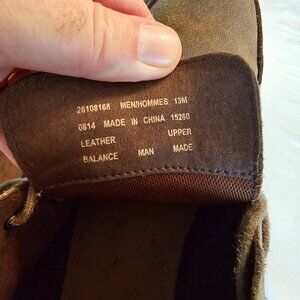 26108168 MEN/HOMMES 13M
0814 MADE IN CHINA 15260
LEATHER UPPER
BALANCE MAN MADE